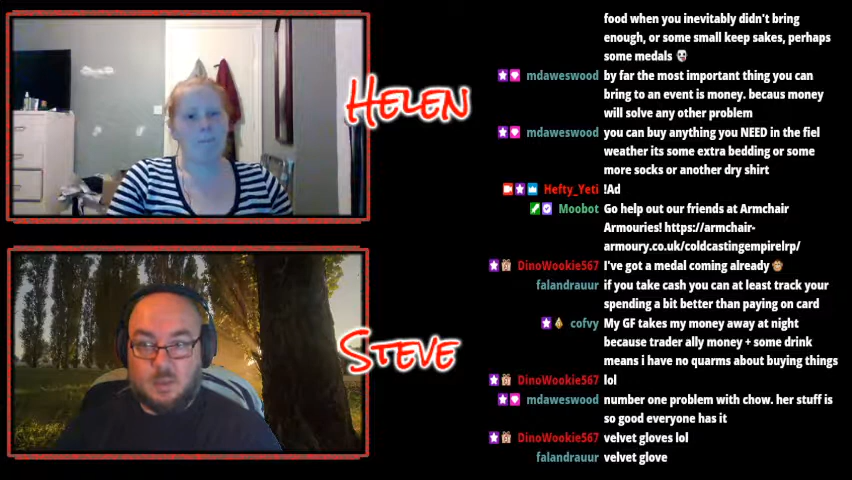 food when you inevitably didn't bring
enough, or some small keep sakes, perhaps
some medals 💀
mdaweswood by far the most important thing you can
bring to an event is money. becaus money
will solve any other problem
mdaweswood you can buy anything you NEED in the fiel
weather its some extra bedding or some
more socks or another dry shirt
Hefty_Yeti !Ad
Moobot Go help out our friends at Armchair
Armouries! https://armchair-
armoury.co.uk/coldcastingempirelrp/
DinoWookie567 I've got a medal coming already🙊
falandrauur if you take cash you can at least track your
spending a bit better than paying on card
cofvy My GF takes my money away at night
because trader ally money + some drink
means i have no quarms about buying things
DinoWookie567 lol
mdaweswood number one problem with chow. her stuff is
so good everyone has it
DinoWookie567 velvet gloves lol
falandrauur velvet glove
Helen
Steve